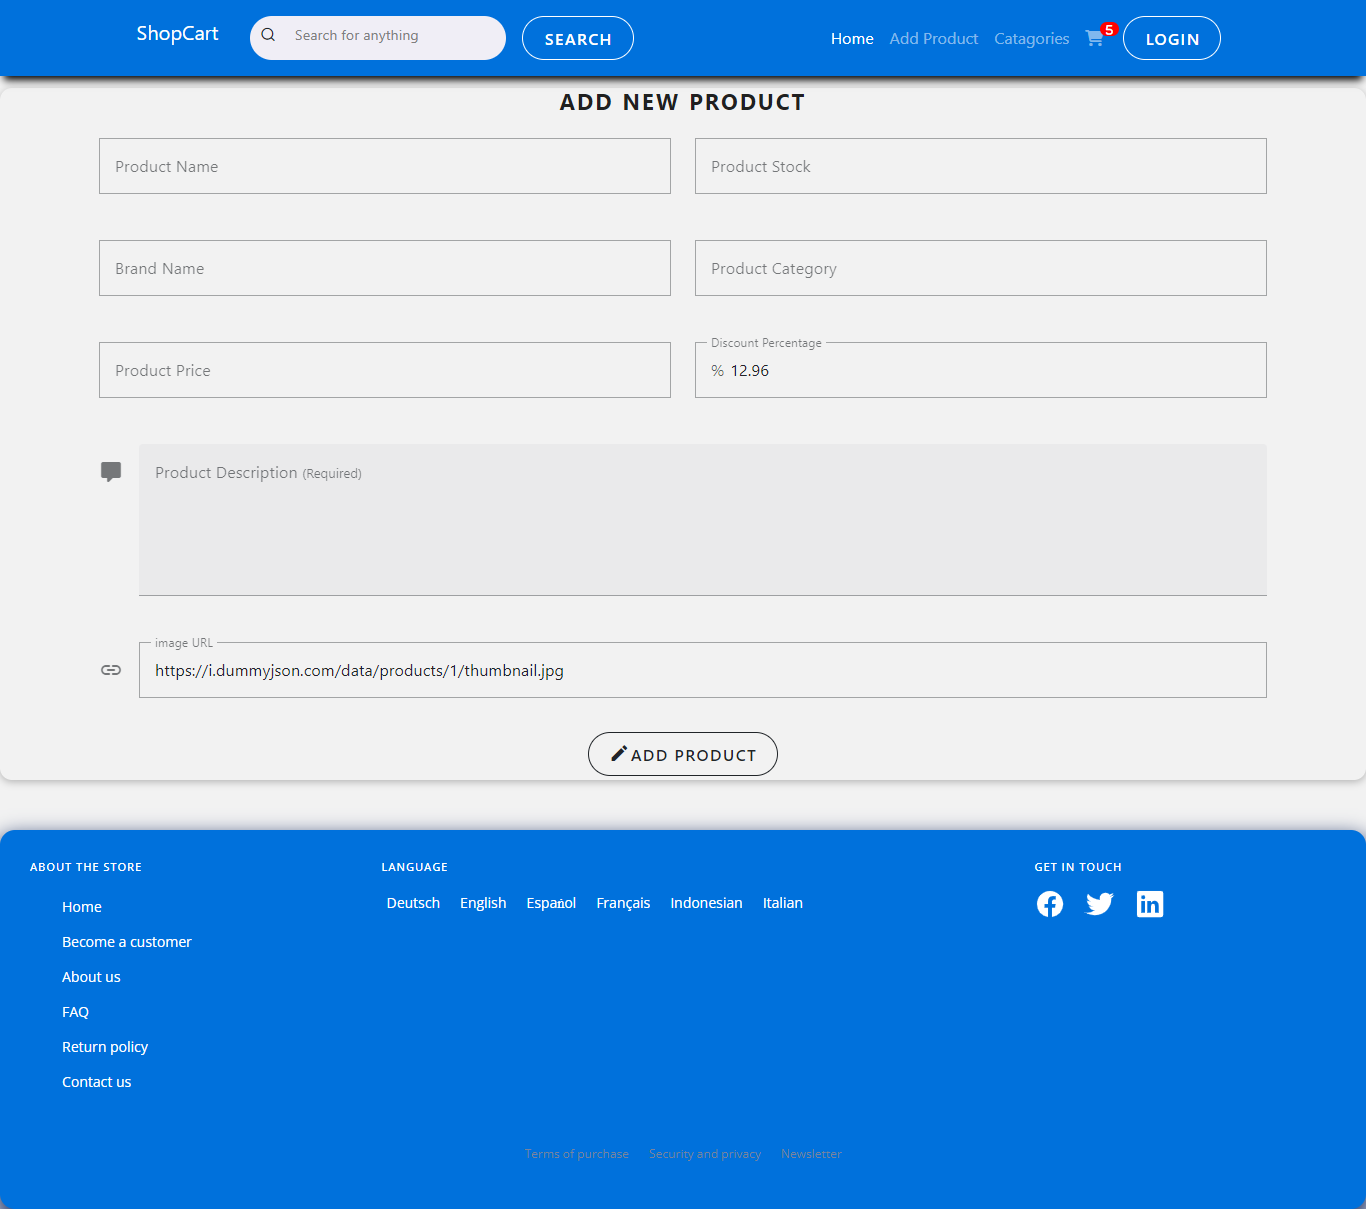 ShopCart Search for anything SEARCH Home Add Product Catagories 5 LOGIN
ADD NEW PRODUCT
Product Name Product Stock
Brand Name Product Category
Product Price
Discount Percentage
% 12.96
Product Description (Required)
image URL
https://i.dummyjson.com/data/products/1/thumbnail.jpg
ADD PRODUCT
ABOUT THE STORE
Home
Become a customer
About us
FAQ
Return policy
Contact us
LANGUAGE
Deutsch English Español Français Indonesian Italian
GET IN TOUCH
Terms of purchase Security and privacy Newsletter